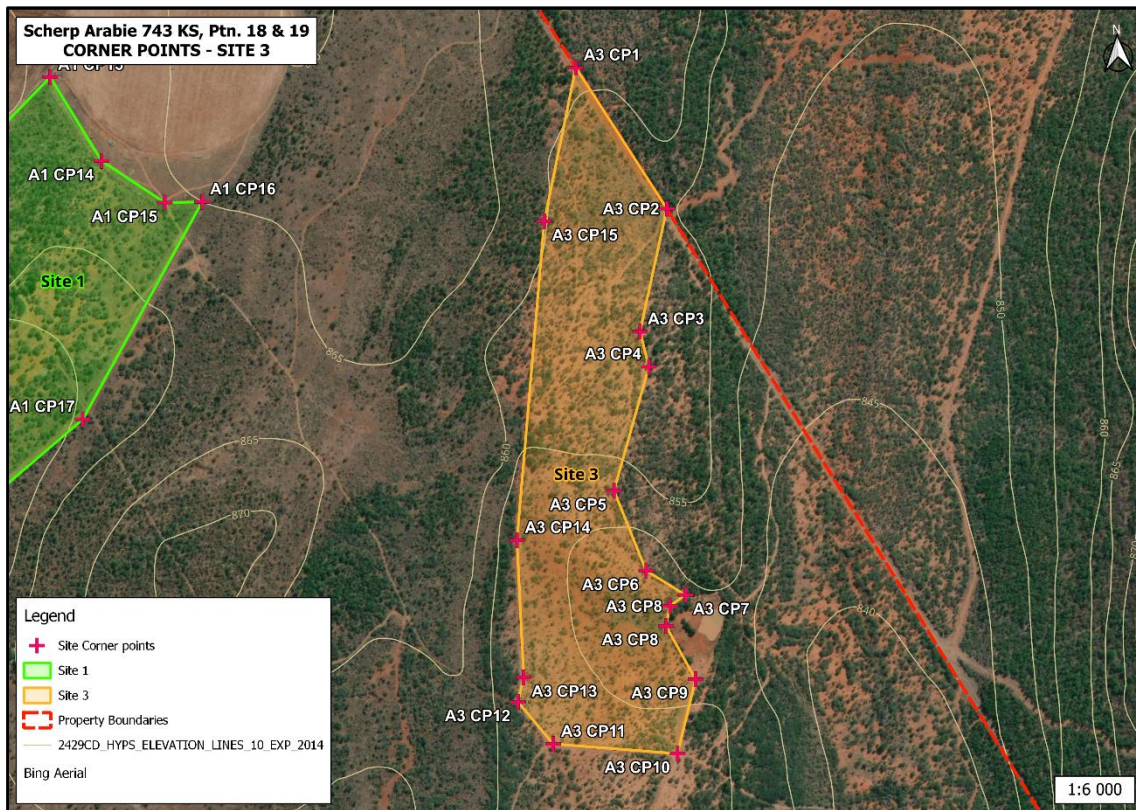 Scherp Arabie 743 KS, Ptn. 18 & 19
CORNER POINTS - SITE 3
N
A3 CP1
A1 CP14
A1 CP15
A1 CP16
A3 CP2
A3 CP15
Site 1
A3 CP3
A3 CP4
865
850
A1 CP17
845
865
860
860
865
Site 3
A3 CP5
855
870
A3 CP14
A3 CP6
A3 CP7
A3 CP8
A3 CP8
840
A3 CP13
A3 CP9
A3 CP12
A3 CP11
A3 CP10
Legend
Site Corner points
Site 1
Site 3
Property Boundaries
2429CD_HYPS_ELEVATION_LINES_10_EXP_2014
Bing Aerial
1:6 000